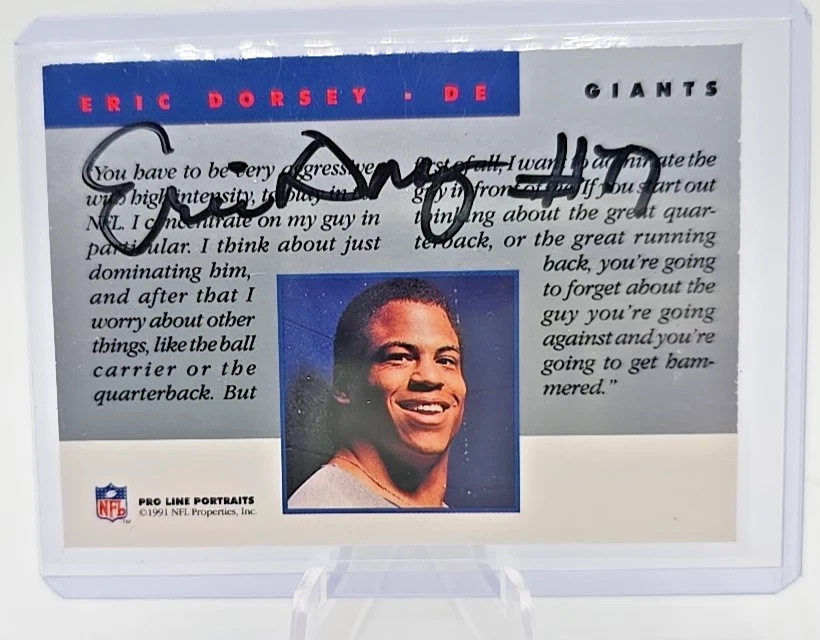 ERIC DORSEY - DE
GIANTS
Eric Dorsey #77
"You have to be very aggressive
with high intensity, to play in the
NFL. I concentrate on my guy in
particular. I think about just
dominating him,
and after that I
worry about other
things, like the ball
carrier or the
quarterback. But
first of all, I want to dominate the
guy in front of me. If you start out
thinking about the great quar-
terback, or the great running
back, you're going
to forget about the
guy you're going
against and you're
going to get ham-
mered."
NFL
TM
PRO LINE PORTRAITS
©1991 NFL Properties, Inc.